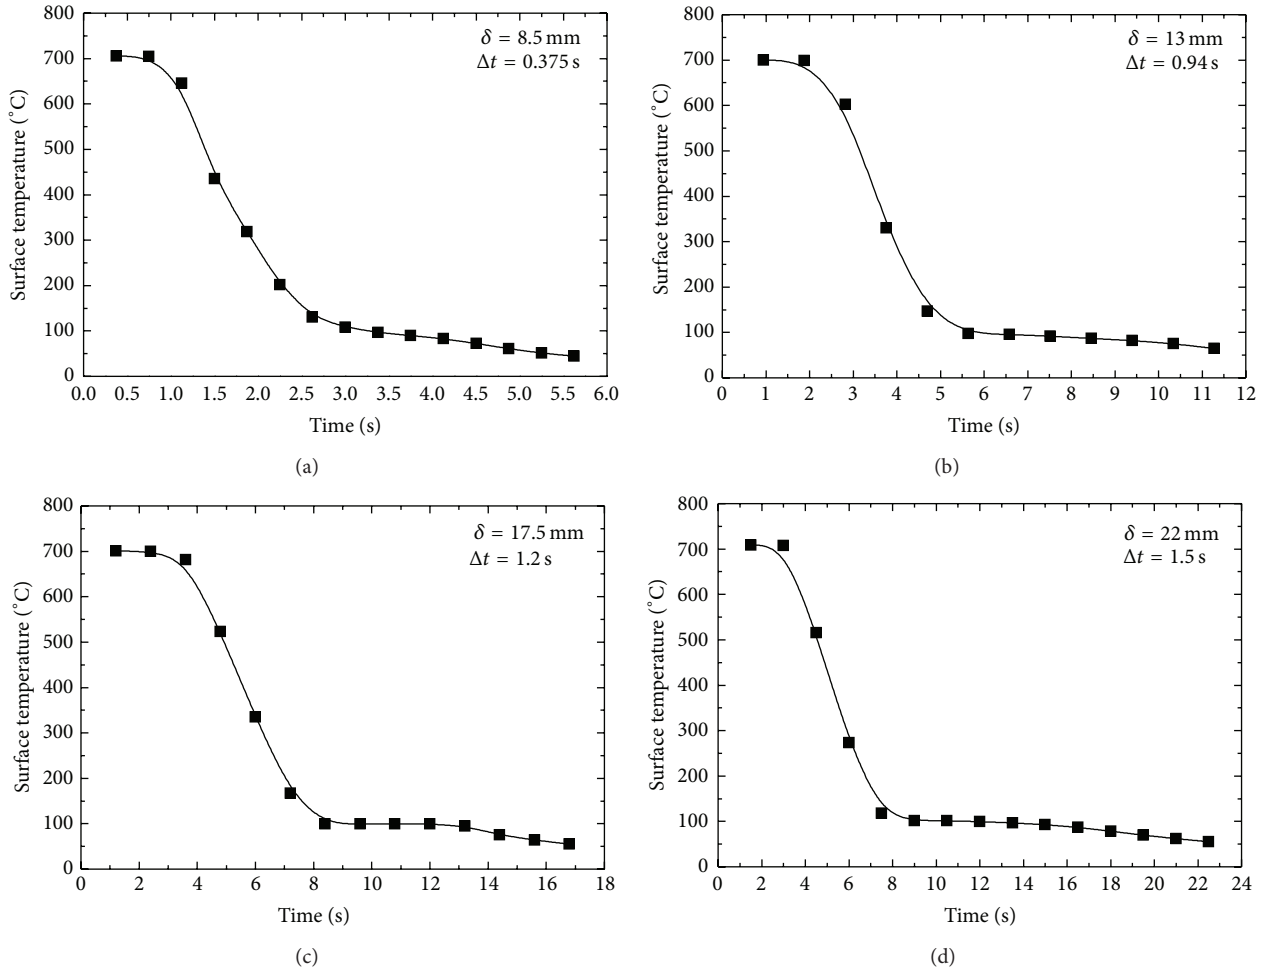 800
700
600
500
400
300
200
100
0
Surface temperature (°C)
δ = 8.5 mm
Δt = 0.375 s
0.0 0.5 1.0 1.5 2.0 2.5 3.0 3.5 4.0 4.5 5.0 5.5 6.0
Time (s)
(a)
800
700
600
500
400
300
200
100
0
Surface temperature (°C)
δ = 13 mm
Δt = 0.94 s
0 1 2 3 4 5 6 7 8 9 10 11 12
Time (s)
(b)
800
700
600
500
400
300
200
100
0
Surface temperature (°C)
δ = 17.5 mm
Δt = 1.2 s
0 2 4 6 8 10 12 14 16 18
Time (s)
(c)
800
700
600
500
400
300
200
100
0
Surface temperature (°C)
δ = 22 mm
Δt = 1.5 s
0 2 4 6 8 10 12 14 16 18 20 22 24
Time (s)
(d)